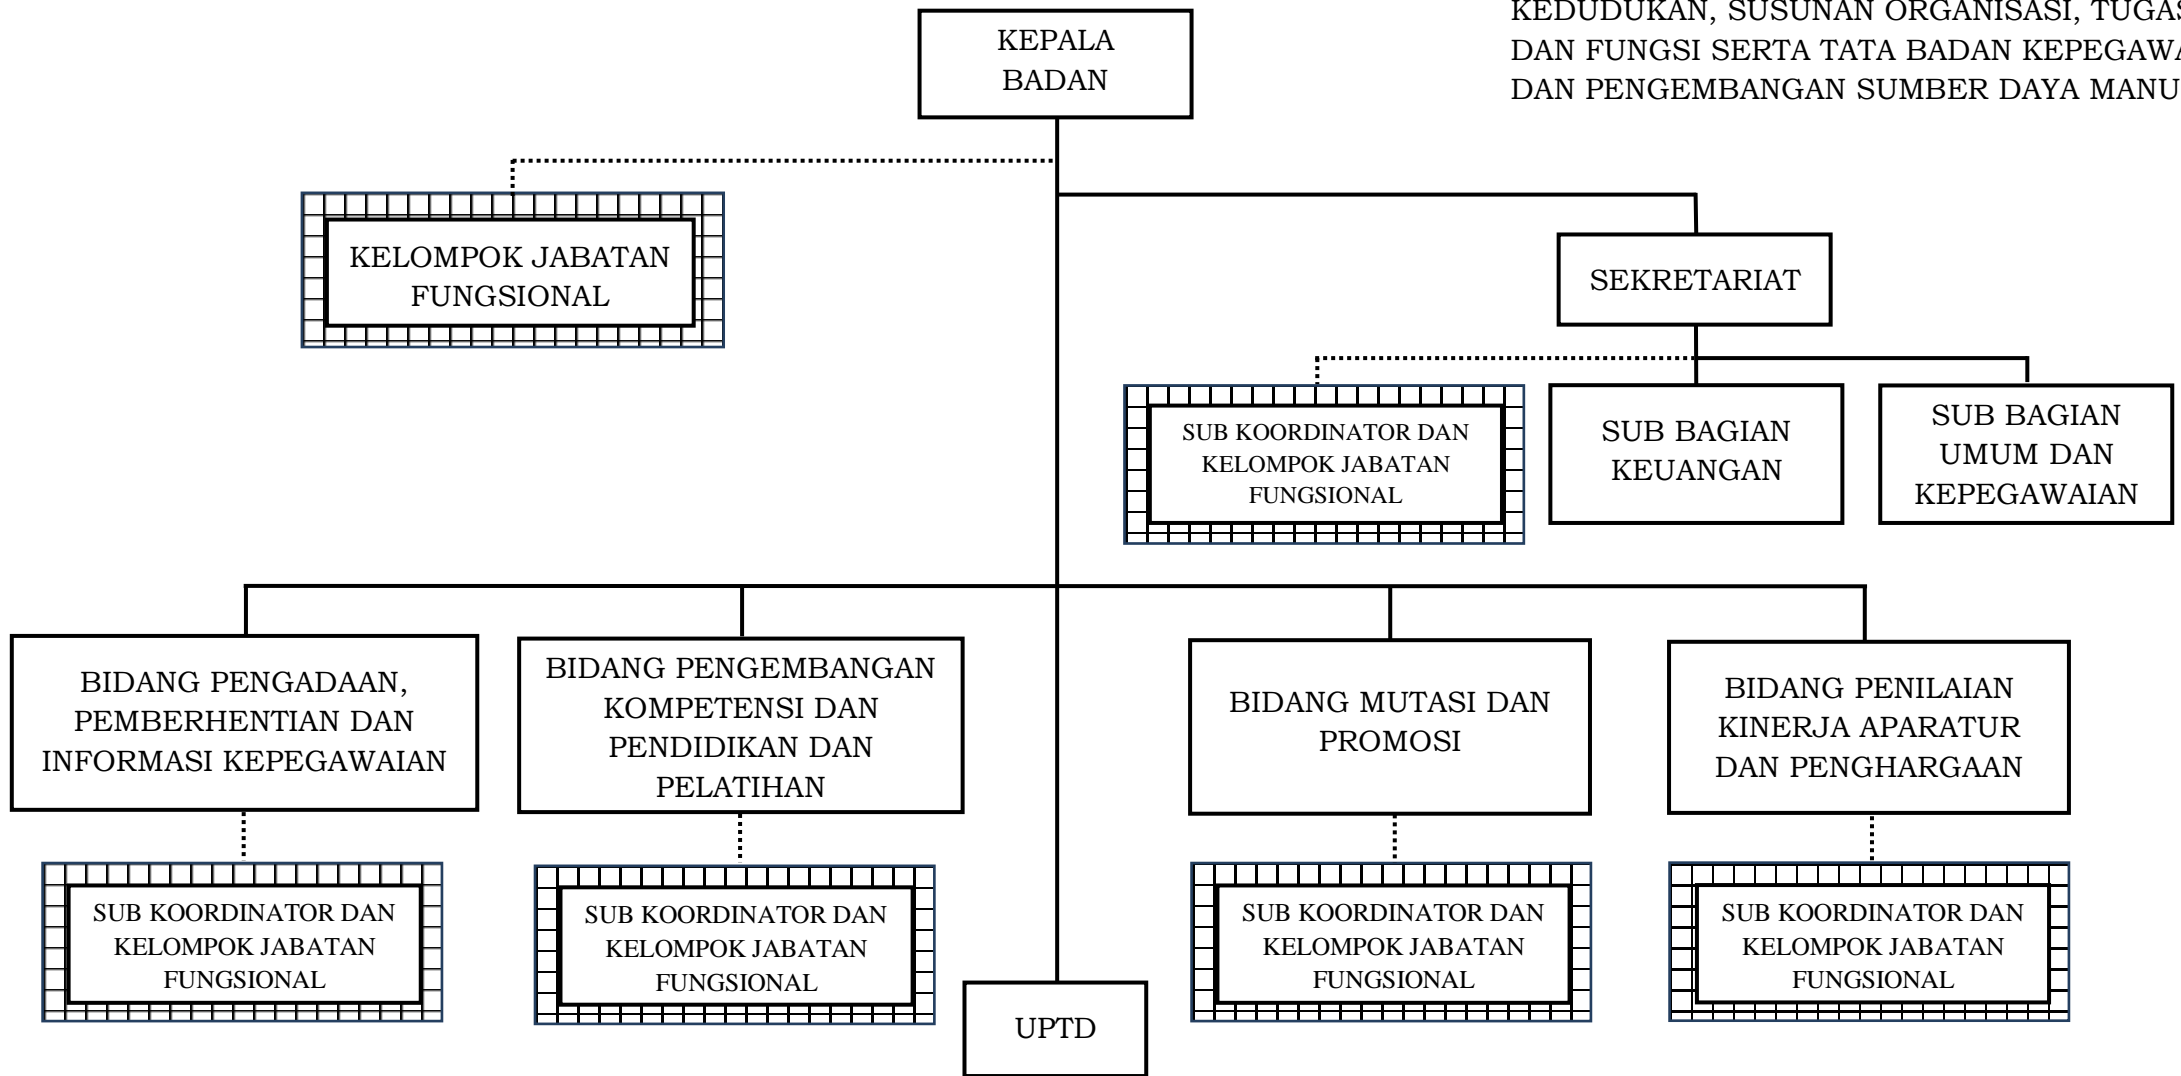 KEDUDUKAN, SUSUNAN ORGANISASI, TUGAS
DAN FUNGSI SERTA TATA BADAN
DAN PENGEMBANGAN SUMBER DAYA
KEPALA
BADAN
KELOMPOK JABATAN
FUNGSIONAL
SEKRETARIAT
SUB KOORDINATOR DAN
KELOMPOK JABATAN
FUNGSIONAL
SUB BAGIAN
KEUANGAN
SUB BAGIAN
UMUM DAN
KEPEGAWAIAN
BIDANG PENGADAAN,
PEMBERHENTIAN DAN
INFORMASI KEPEGAWAIAN
BIDANG PENGEMBANGAN
KOMPETENSI DAN
PENDIDIKAN DAN
PELATIHAN
BIDANG MUTASI DAN
PROMOSI
BIDANG PENILAIAN
KINERJA APARATUR
DAN PENGHARGAAN
SUB KOORDINATOR DAN
KELOMPOK JABATAN
FUNGSIONAL
SUB KOORDINATOR DAN
KELOMPOK JABATAN
FUNGSIONAL
SUB KOORDINATOR DAN
KELOMPOK JABATAN
FUNGSIONAL
SUB KOORDINATOR DAN
KELOMPOK JABATAN
FUNGSIONAL
UPTD